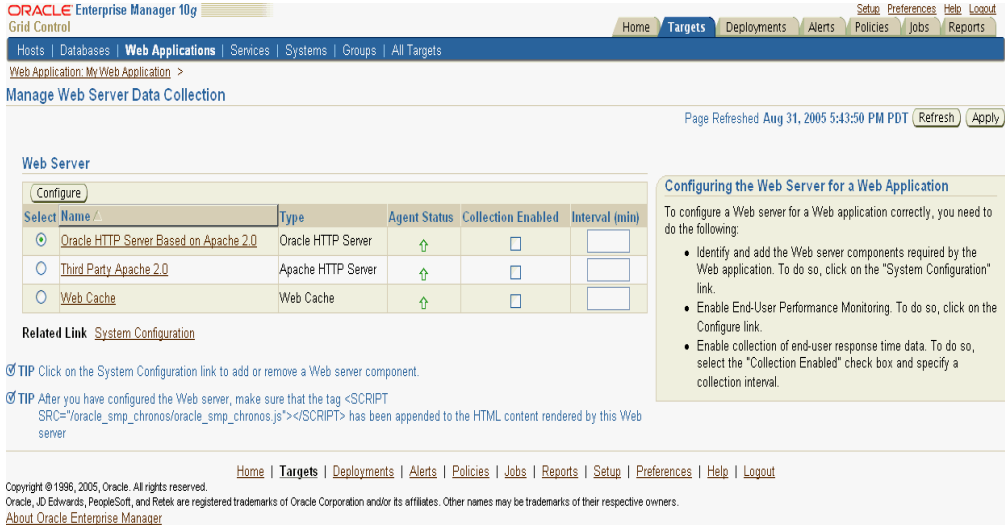 ORACLE Enterprise Manager 10g
Grid Control
Setup Preferences Help Logout
Home Targets Deployments Alerts Policies Jobs Reports
Hosts | Databases | Web Applications | Services | Systems | Groups | All Targets
Web Application: My Web Application >
Manage Web Server Data Collection
Page Refreshed Aug 31, 2005 5:43:50 PM PDT Refresh Apply
Web Server
Configure
Select Name Type Agent Status Collection Enabled Interval (min)
Oracle HTTP Server Based on Apache 2.0 Oracle HTTP Server
Third Party Apache 2.0 Apache HTTP Server
Web Cache Web Cache
Related Link System Configuration
TIP Click on the System Configuration link to add or remove a Web server component.
TIP After you have configured the Web server, make sure that the tag <SCRIPT
SRC="/oracle_smp_chronos/oracle_smp_chronos.js"></SCRIPT> has been appended to the HTML content rendered by this Web
server
Configuring the Web Server for a Web Application
To configure a Web server for a Web application correctly, you need to
do the following:
• Identify and add the Web server components required by the
Web application. To do so, click on the "System Configuration"
link.
• Enable End-User Performance Monitoring. To do so, click on the
Configure link.
• Enable collection of end-user response time data. To do so,
select the "Collection Enabled" check box and specify a
collection interval.
Home | Targets | Deployments | Alerts | Policies | Jobs | Reports | Setup | Preferences | Help | Logout
Copyright © 1996, 2005, Oracle. All rights reserved.
Oracle, JD Edwards, PeopleSoft, and Retek are registered trademarks of Oracle Corporation and/or its affiliates. Other names may be trademarks of their respective owners.
About Oracle Enterprise Manager